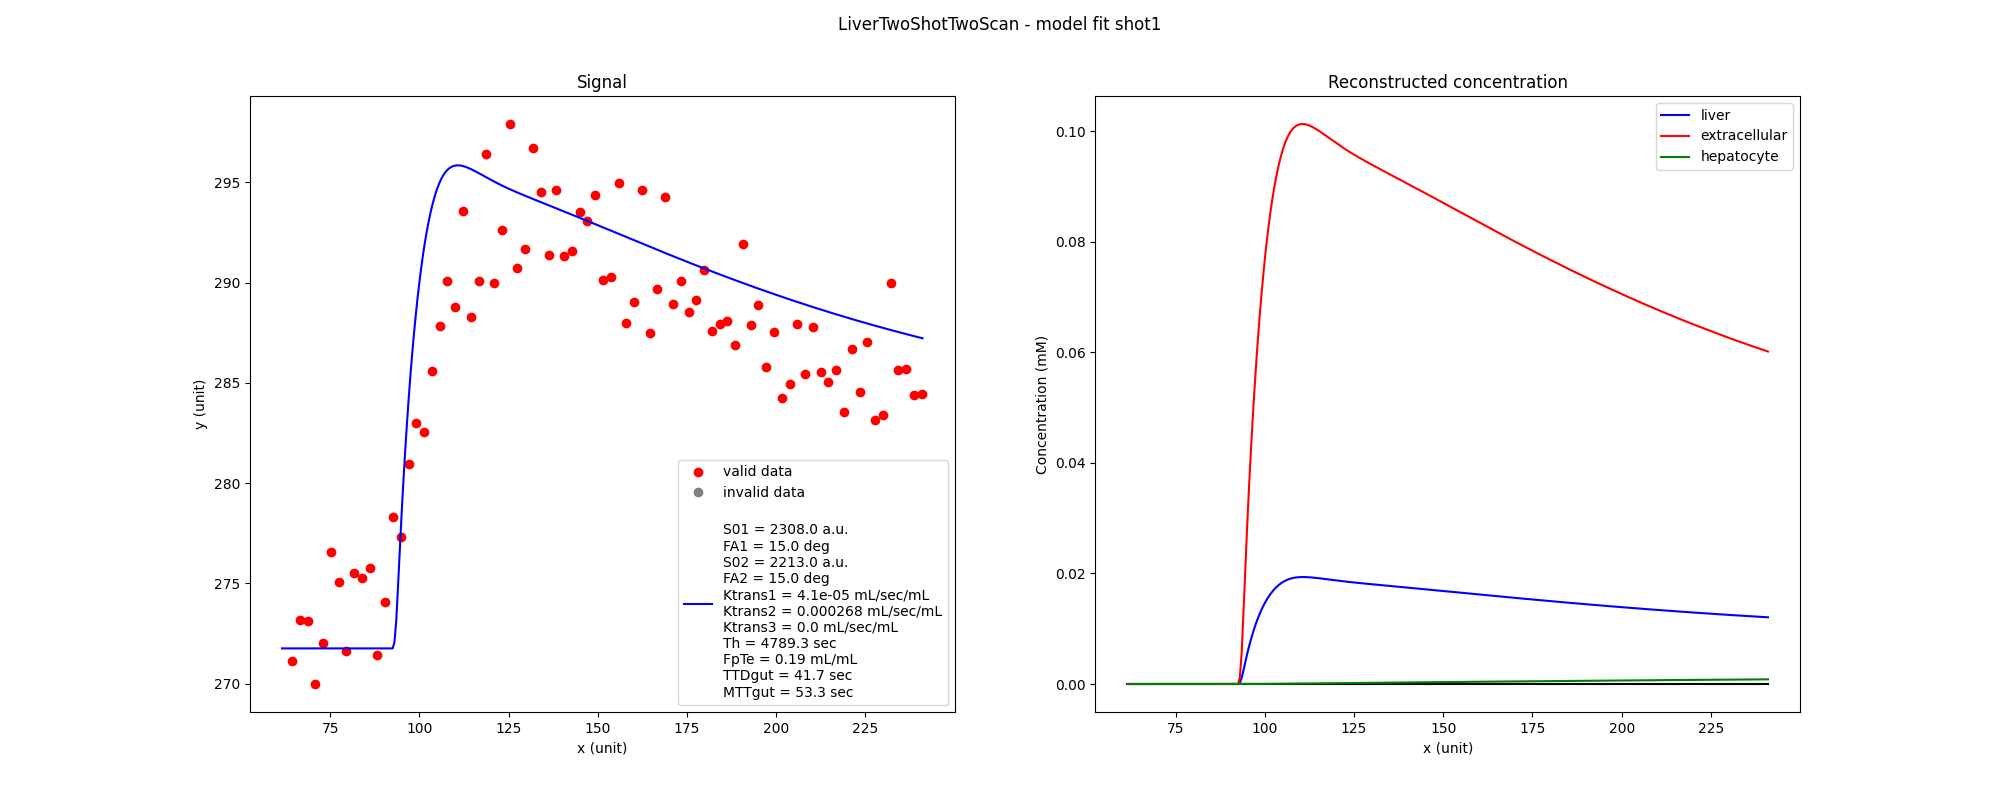 LiverTwoShotTwoScan - model fit shot1
Signal
295
290
285
280
275
270
75
100
125
150
175
200
225
y (unit)
x (unit)
valid data
invalid data
S01 = 2308.0 a.u.
FA1 = 15.0 deg
S02 = 2213.0 a.u.
FA2 = 15.0 deg
Ktrans1 = 4.1e-05 mL/sec/mL
Ktrans2 = 0.000268 mL/sec/mL
Ktrans3 = 0.0 mL/sec/mL
Th = 4789.3 sec
FpTe = 0.19 mL/mL
TTDgut = 41.7 sec
MTTgut = 53.3 sec
Reconstructed concentration
0.10
0.08
0.06
0.04
0.02
0.00
75
100
125
150
175
200
225
Concentration (mM)
x (unit)
liver
extracellular
hepatocyte